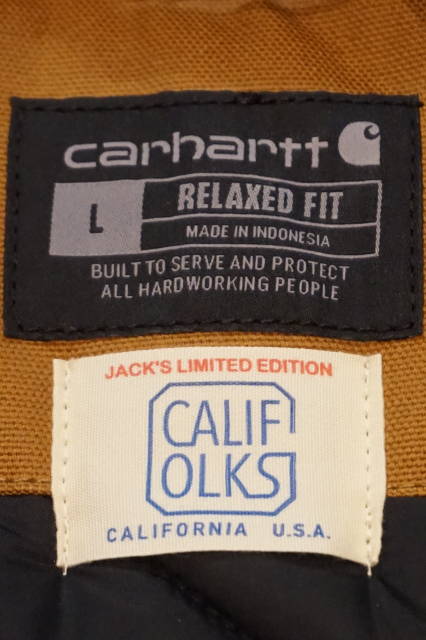 carhartt
L
RELAXED FIT
MADE IN INDONESIA
BUILT TO SERVE AND PROTECT
ALL HARDWORKING PEOPLE
JACK'S LIMITED EDITION
CALIF
OLKS
CALIFORNIA U.S.A.